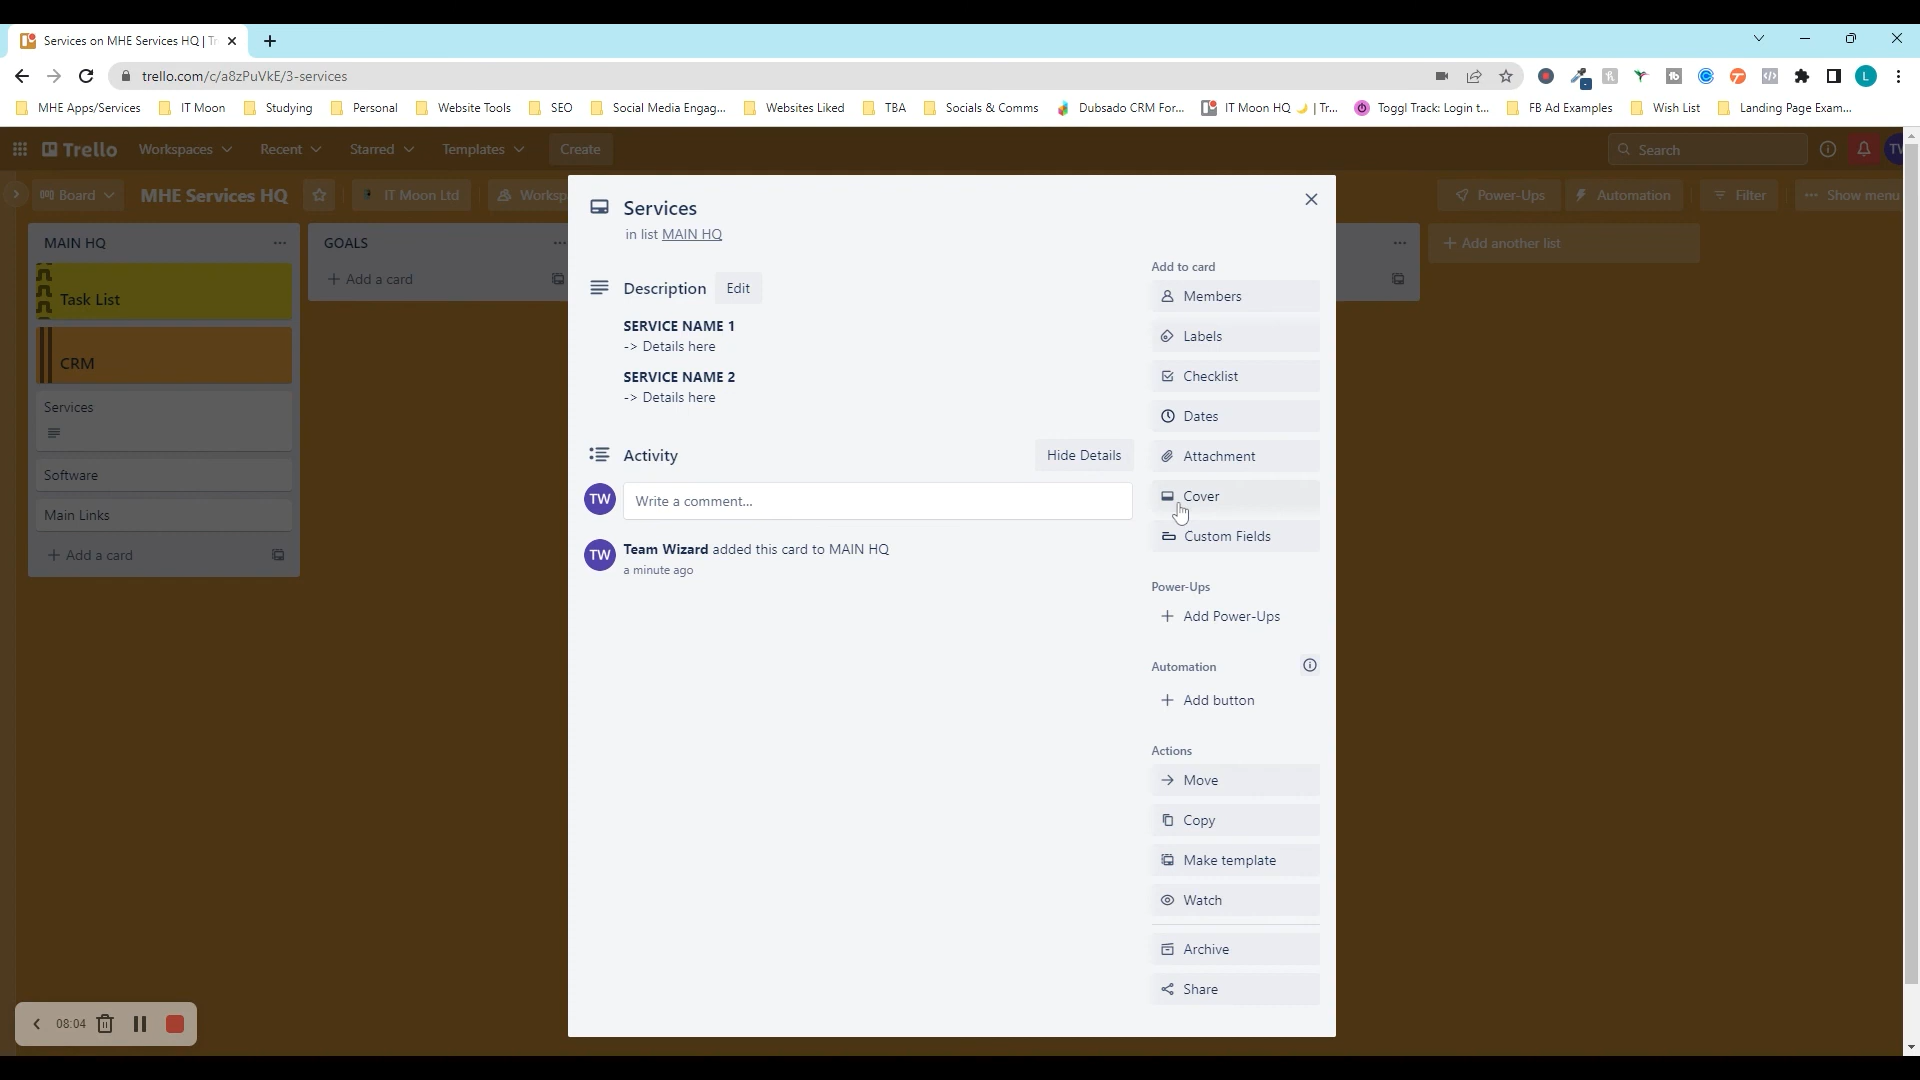 Services on MHE Services HQ | Tr
trello.com/c/a8zPuVkE/3-services
MHE Apps/Services
IT Moon
Studying
Personal
Website Tools
SEO
Social Media Engag...
Websites Liked
TBA
Socials & Comms
Dubsado CRM For...
IT Moon HQ 🌙 | Tr...
Toggl Track: Login t...
FB Ad Examples
Wish List
Landing Page Exam...
Trello
Workspaces
Recent
Starred
Templates
Create
Search
Board
MHE Services HQ
IT Moon Ltd
Worksp
Power-Ups
Automation
Filter
Show menu
MAIN HQ
Task List
CRM
Services
Software
Main Links
+ Add a card
GOALS
+ Add a card
+ Add another list
Services
in list MAIN HQ
Description
Edit
SERVICE NAME 1
-> Details here
SERVICE NAME 2
-> Details here
Activity
Hide Details
TW
Write a comment...
TW
Team Wizard added this card to MAIN HQ
a minute ago
Add to card
Members
Labels
Checklist
Dates
Attachment
Cover
Custom Fields
Power-Ups
+ Add Power-Ups
Automation
+ Add button
Actions
Move
Copy
Make template
Watch
Archive
Share
08:04